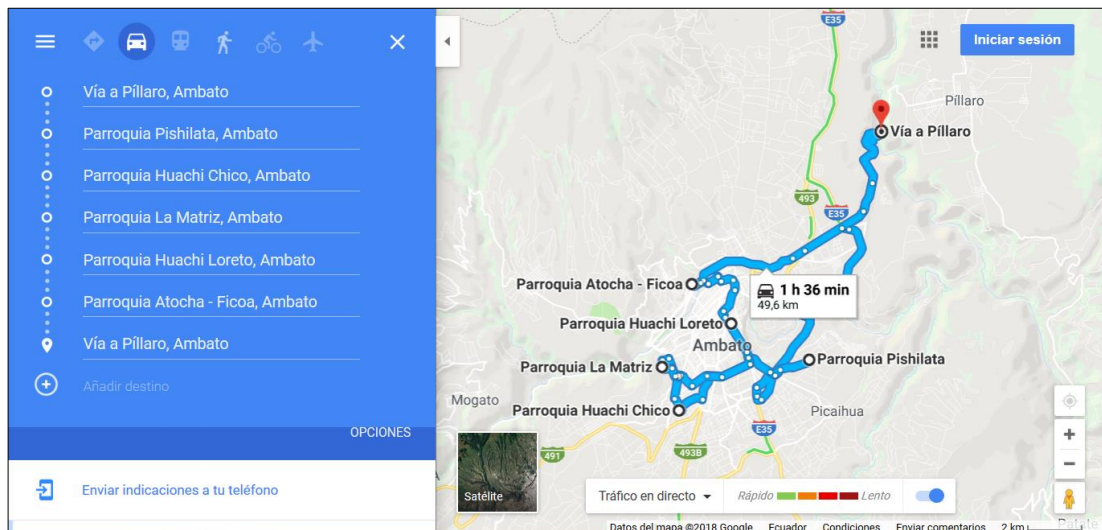 Vía a Píllaro, Ambato
Parroquia Pishilata, Ambato
Parroquia Huachi Chico, Ambato
Parroquia La Matriz, Ambato
Parroquia Huachi Loreto, Ambato
Parroquia Atocha - Ficoa, Ambato
Vía a Píllaro, Ambato
Añadir destino
OPCIONES
Enviar indicaciones a tu teléfono
E35
Iniciar sesión
Píllaro
Vía a Píllaro
493
E35
Parroquia Atocha - Ficoa
1 h 36 min
49,6 km
Parroquia Huachi Loreto
Ambato
Parroquia Pishilata
Parroquia La Matriz
Mogato
Parroquia Huachi Chico
Picaihua
E35
493B
491
Satélite
Tráfico en directo
Rápido
Lento
Datos del mapa ©2018 Google Ecuador Condiciones Enviar comentarios 2 km